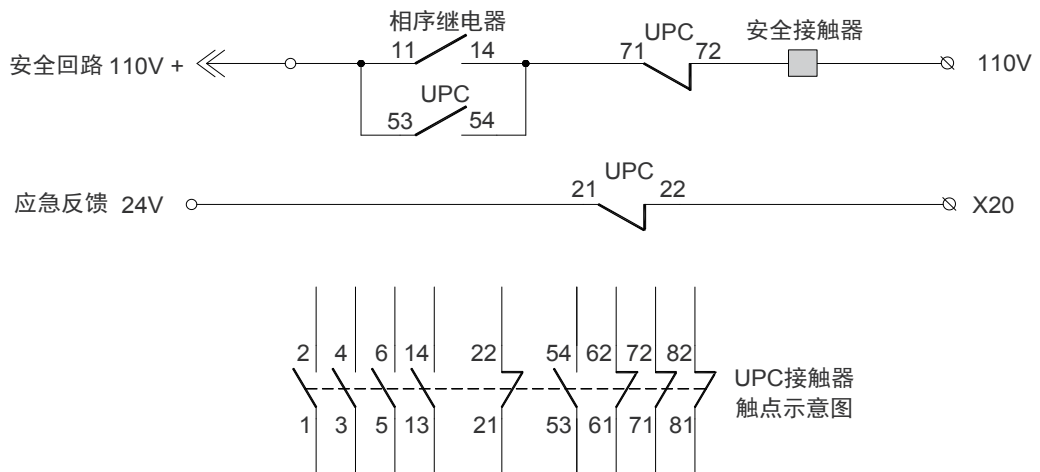 相序继电器
11 14
UPC
71 72
安全接触器
安全回路 110V +
110V
UPC
53 54
UPC
21 22
应急反馈 24V
X20
2 4 6 14 22 54 62 72 82
1 3 5 13 21 53 61 71 81
UPC接触器
触点示意图